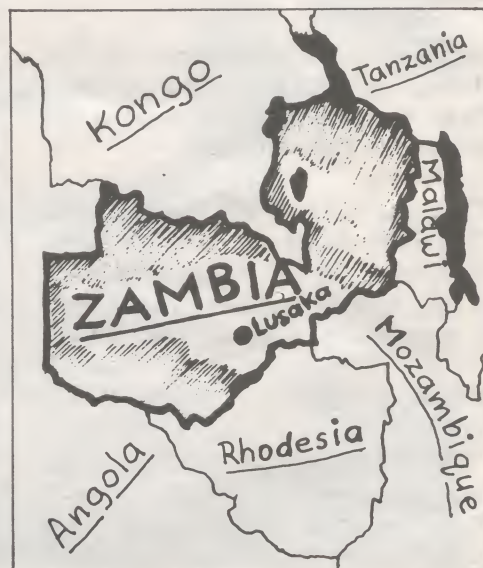 Kongo
Tanzania
Malawi
ZAMBIA
Lusaka
Mozambique
Rhodesia
Angola